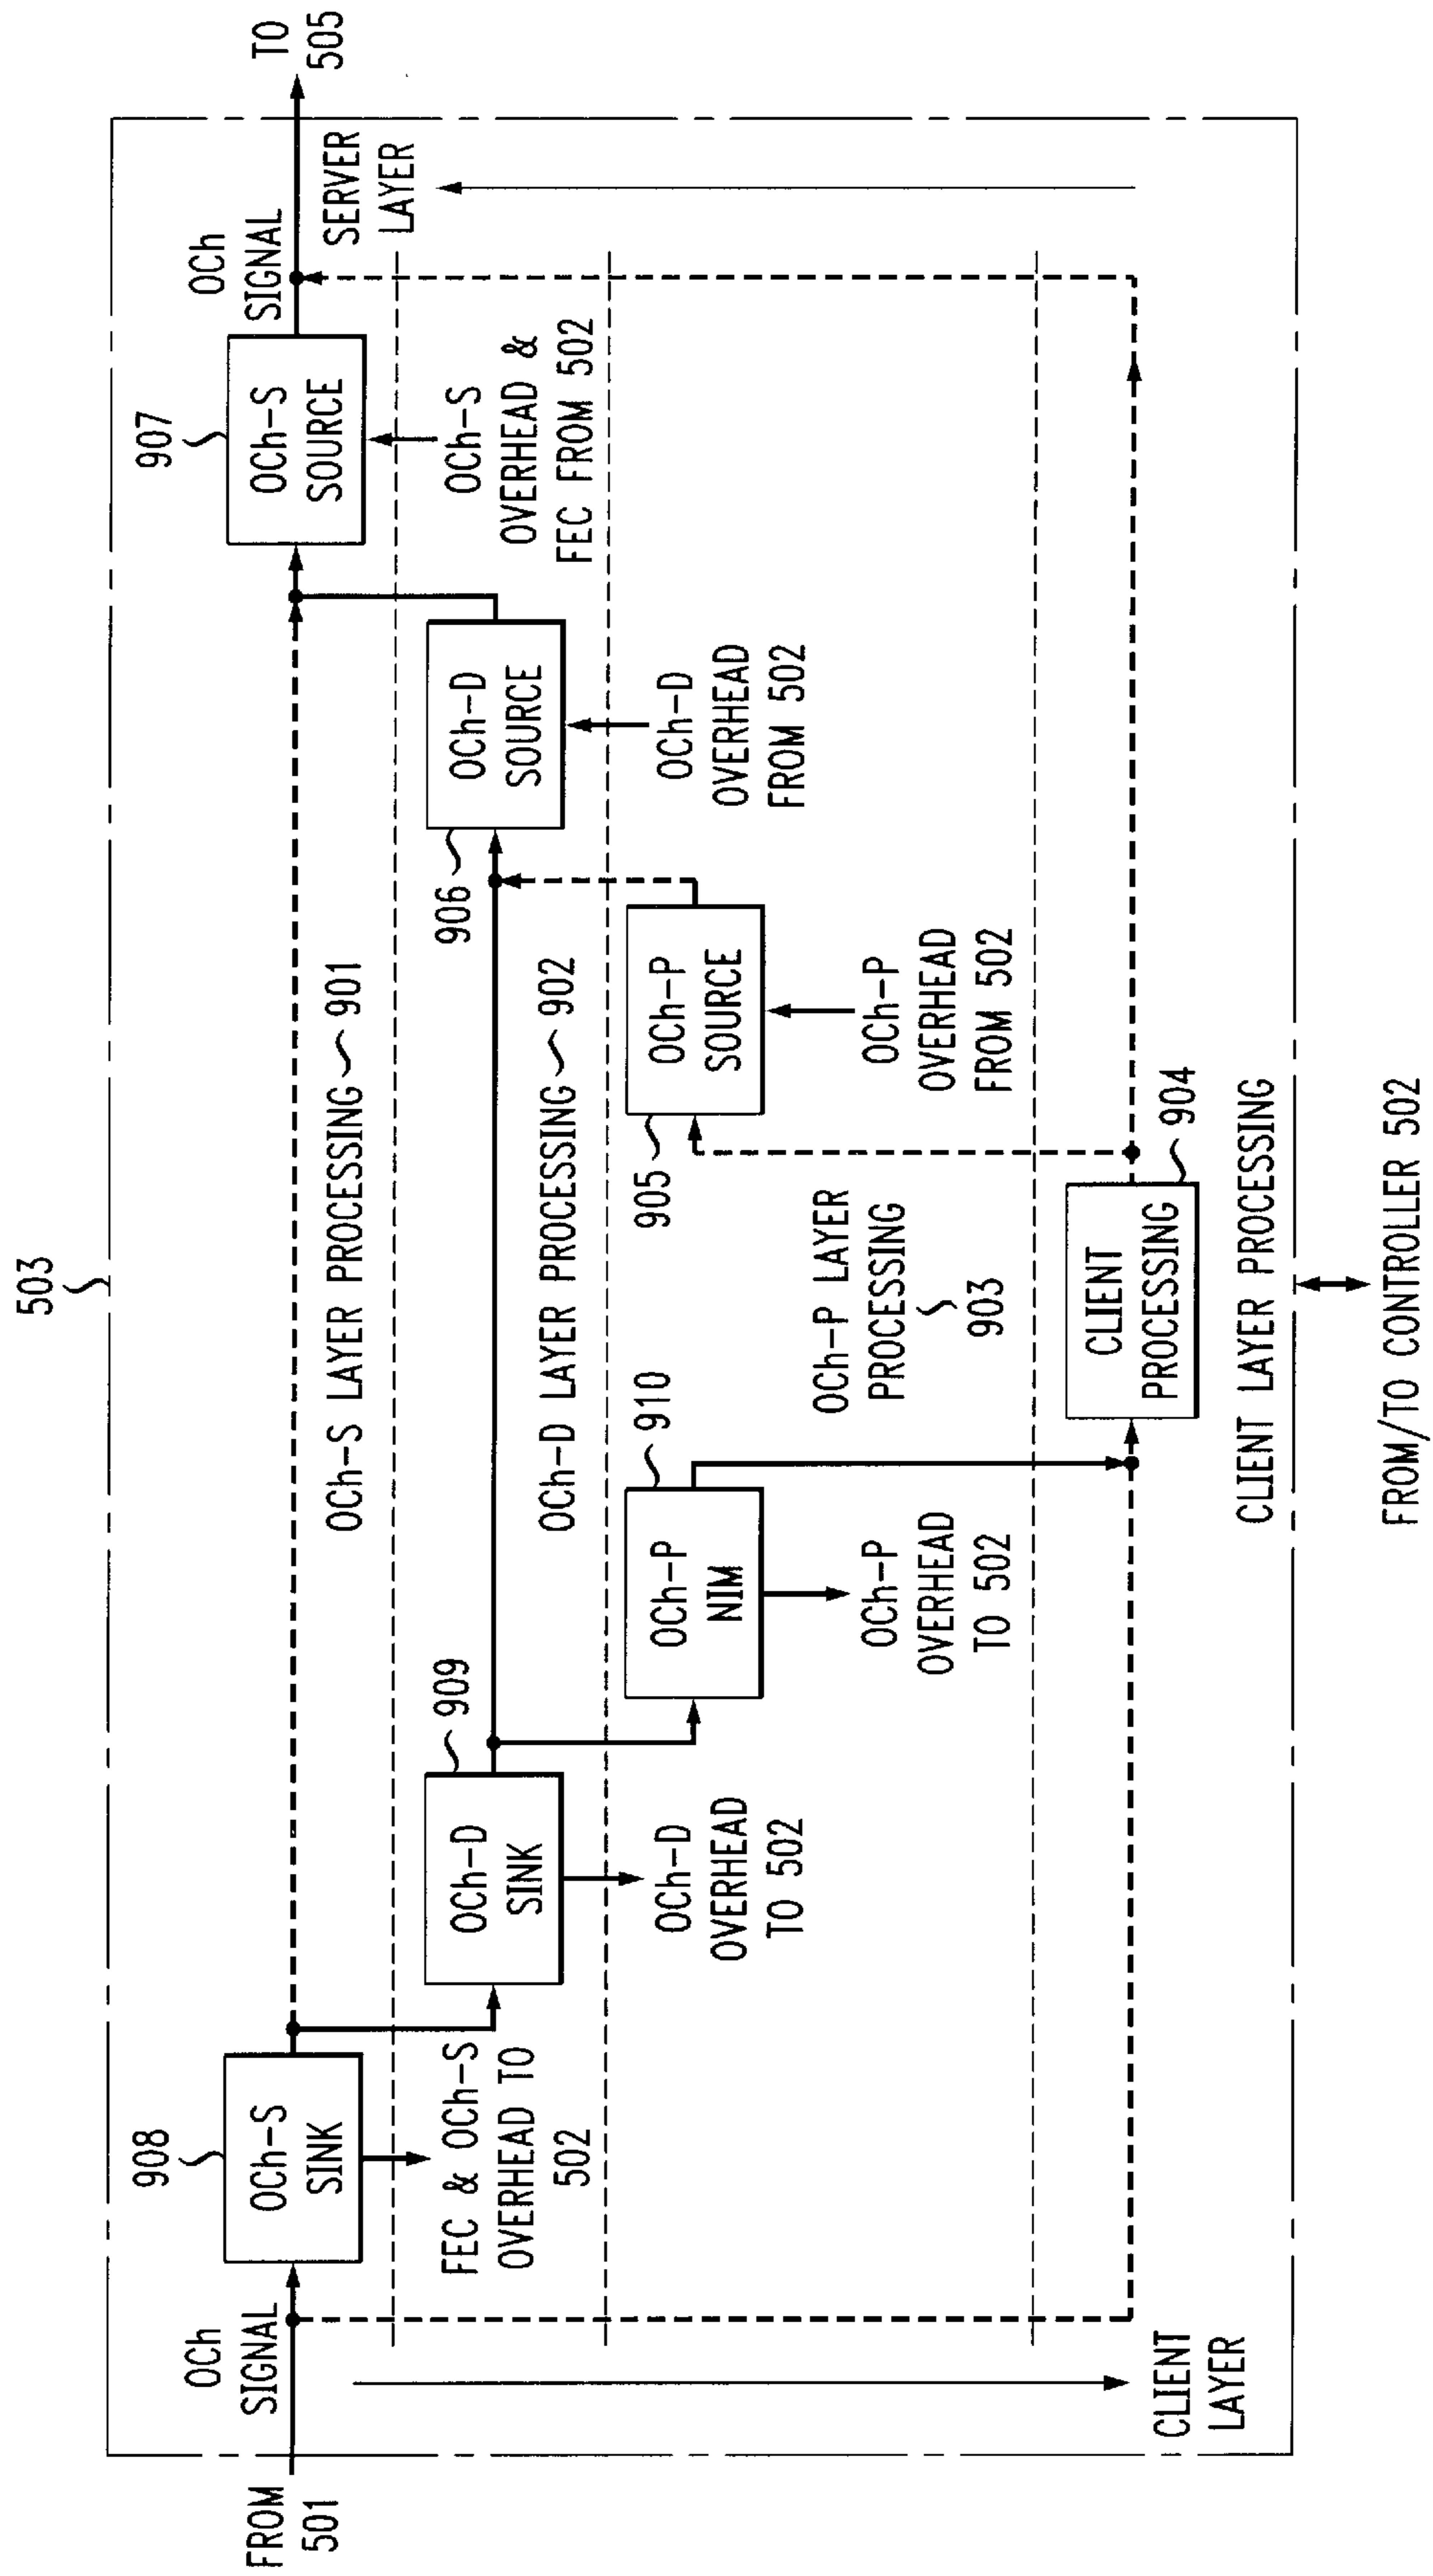 503
FROM
501
OCh
SIGNAL
908
OCh-S
SINK
FEC & OCh-S
OVERHEAD TO
502
CLIENT
LAYER
909
OCh-D
SINK
OCh-D
OVERHEAD
TO 502
910
OCh-P
NIM
OCh-P
OVERHEAD
TO 502
OCh-S LAYER PROCESSING 901
OCh-D LAYER PROCESSING 902
OCh-P LAYER
PROCESSING
903
CLIENT
PROCESSING
904
CLIENT LAYER PROCESSING
FROM/TO CONTROLLER 502
905
OCh-P
SOURCE
OCh-P
OVERHEAD
FROM 502
906
OCh-D
SOURCE
OCh-D
OVERHEAD
FROM 502
907
OCh-S
SOURCE
OCh-S
OVERHEAD &
FEC FROM 502
OCh
SIGNAL
SERVER
LAYER
TO
505